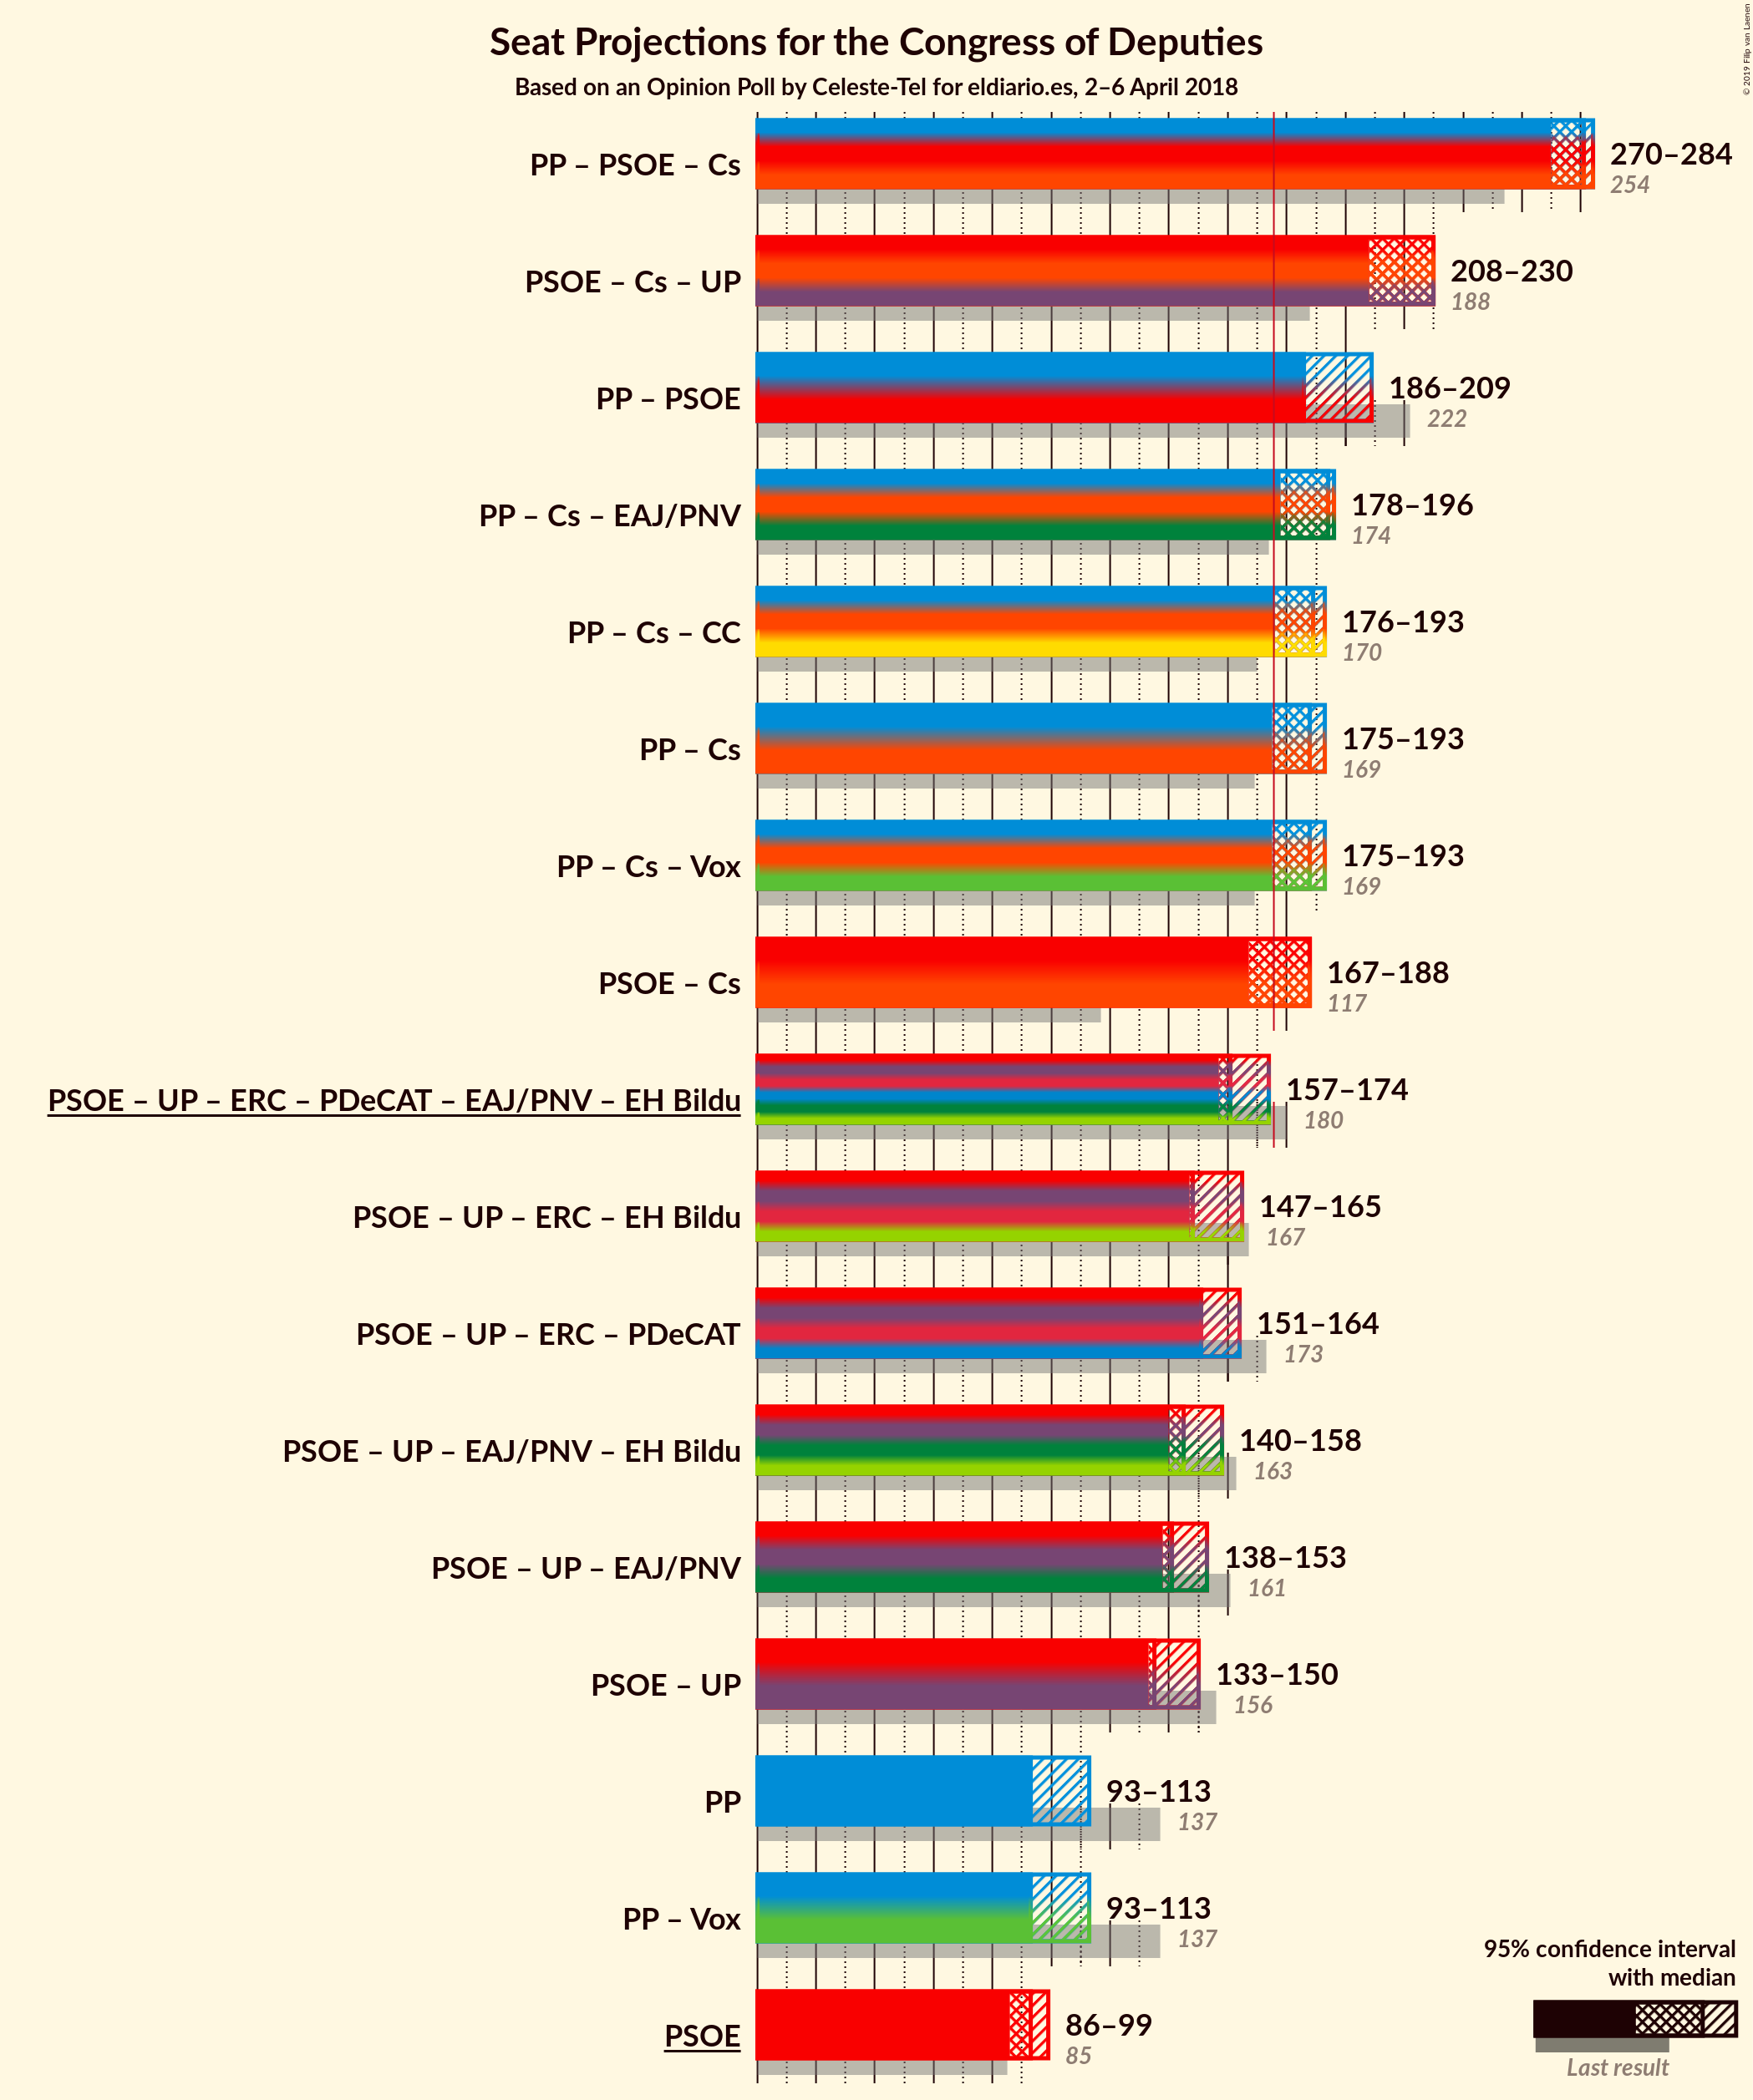 Seat Projections for the Congress of Deputies
Based on an Opinion Poll by Celeste-Tel for eldiario.es, 2–6 April 2018
© 2019 Filip van Laenen
PP – PSOE – Cs
270–284
254
PSOE – Cs – UP
208–230
188
PP – PSOE
186–209
222
PP – Cs – EAJ/PNV
178–196
174
PP – Cs – CC
176–193
170
PP – Cs
175–193
169
PP – Cs – Vox
175–193
169
PSOE – Cs
167–188
117
PSOE – UP – ERC – PDeCAT – EAJ/PNV – EH Bildu
157–174
180
PSOE – UP – ERC – EH Bildu
147–165
167
PSOE – UP – ERC – PDeCAT
151–164
173
PSOE – UP – EAJ/PNV – EH Bildu
140–158
163
PSOE – UP – EAJ/PNV
138–153
161
PSOE – UP
133–150
156
PP
93–113
137
PP – Vox
93–113
137
PSOE
86–99
85
95% confidence interval
with median
Last result